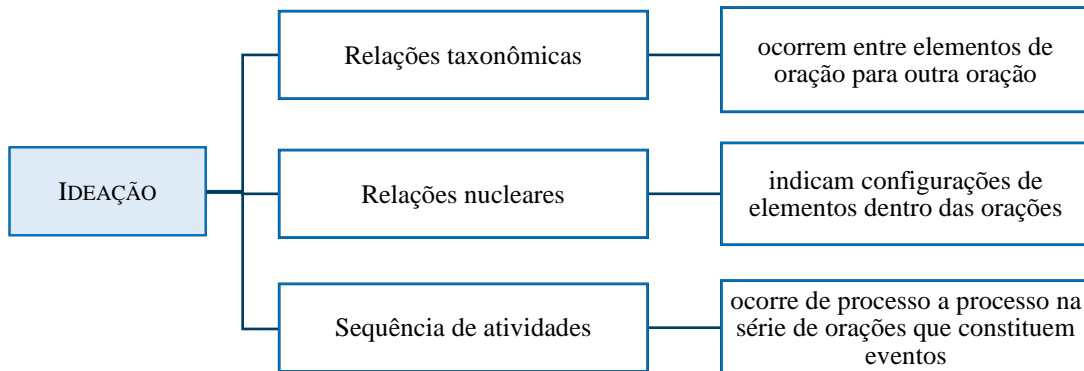 IDEAÇÃO
Relações taxonômicas
ocorrem entre elementos de
oração para outra oração
Relações nucleares
indicam configurações de
elementos dentro das orações
Sequência de atividades
ocorre de processo a processo na
série de orações que constituem
eventos